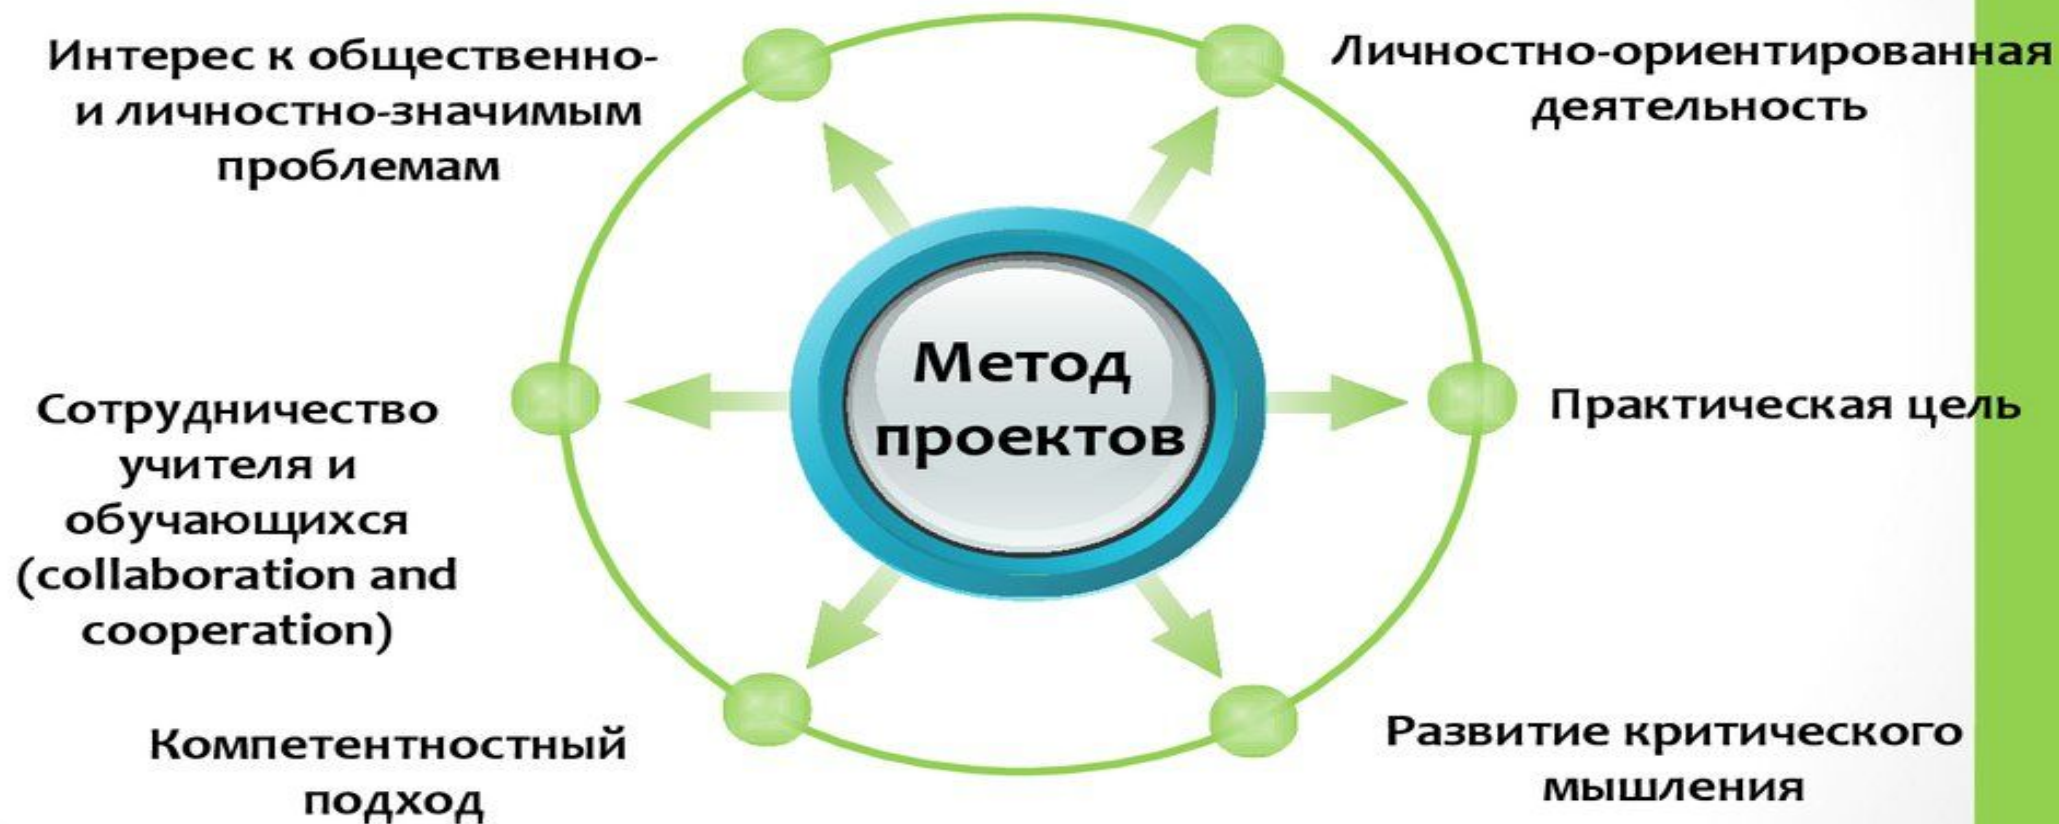 Интерес к общественно-
и личностно-значимым
проблемам
Личностно-ориентированная
деятельность
Метод
проектов
Сотрудничество
учителя и
обучающихся
(collaboration and
cooperation)
Практическая цель
Компетентностный
подход
Развитие критического
мышления